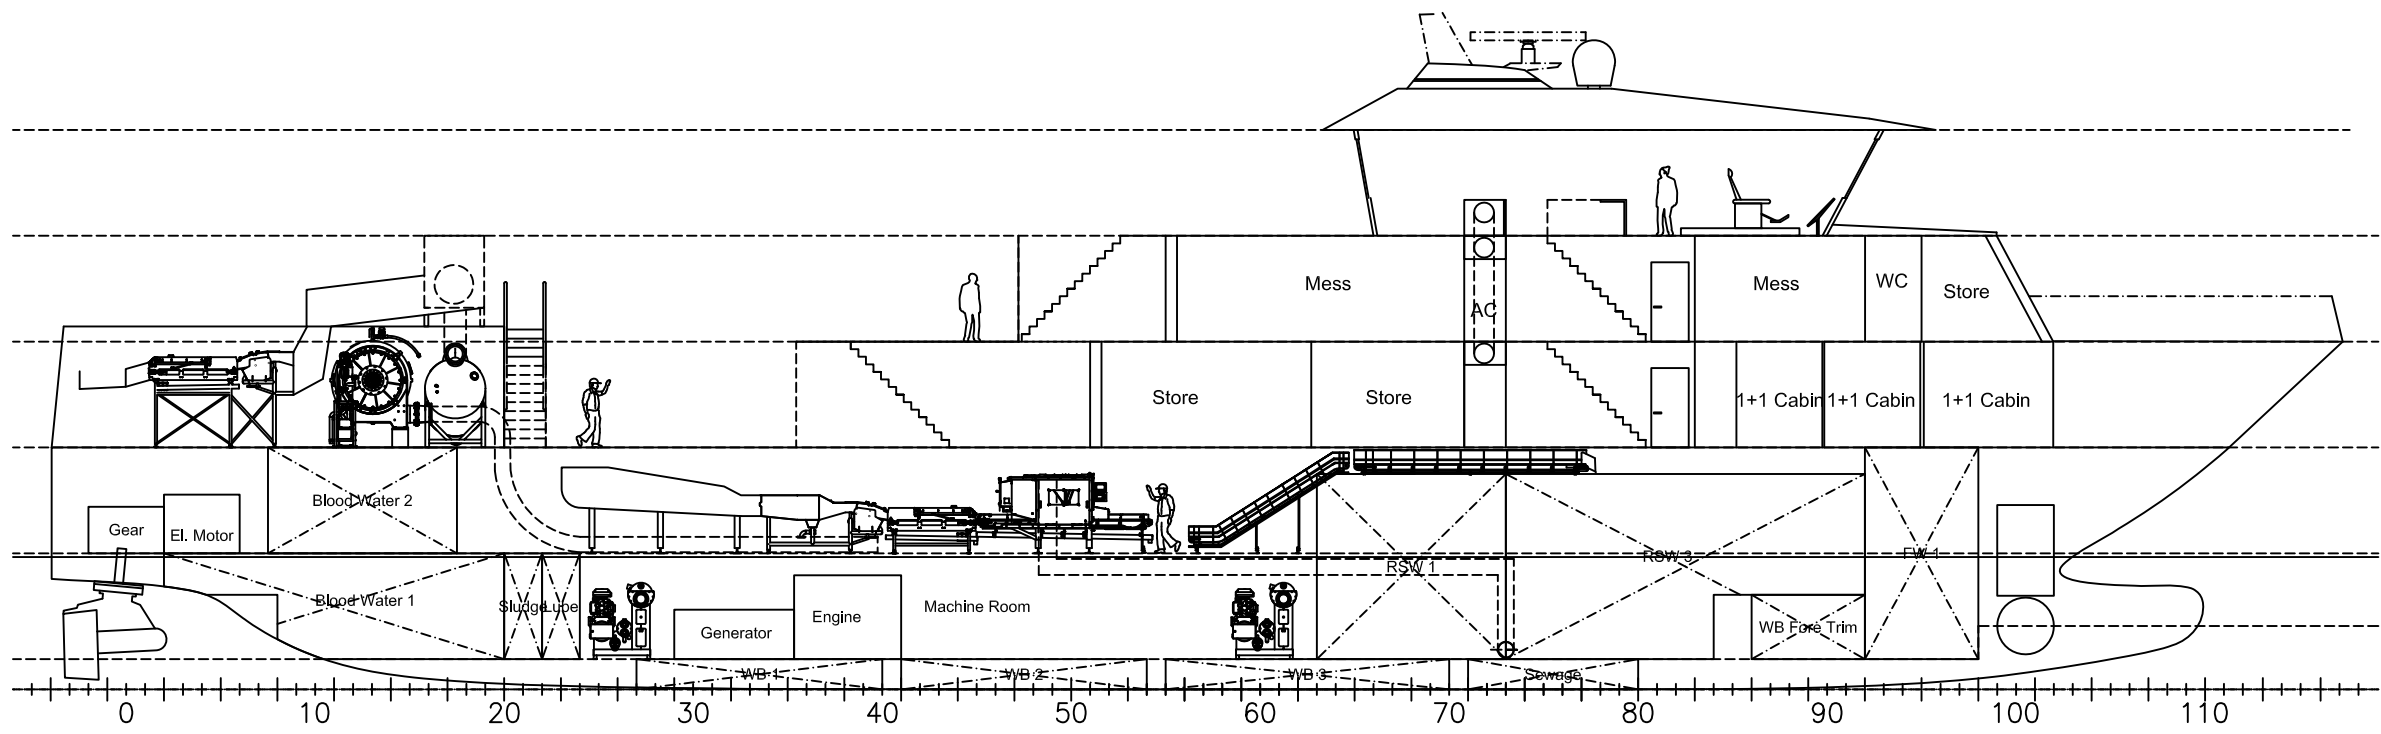 Mess
Mess
WC
Store
AC
Store
Store
1+1 Cabin
1+1 Cabin
1+1 Cabin
Blood Water 2
Gear
El. Motor
RSW 1
RSW 3
FW 1
Blood Water 1
Sludge
Lube
Generator
Engine
Machine Room
WB Fore Trim
WB 1
WB 2
WB 3
Sewage
0 10 20 30 40 50 60 70 80 90 100 110